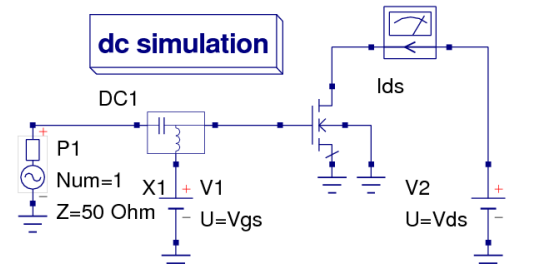 dc simulation
DC1
Ids
P1
Num=1
Z=50 Ohm
X1
V1
U=Vgs
V2
U=Vds